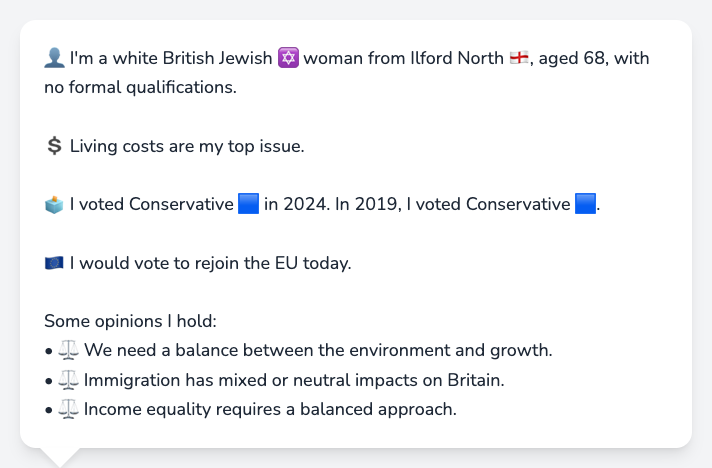 👤 I'm a white British Jewish ✡️ woman from Ilford North 🏴󠁧󠁢󠁥󠁮󠁧󠁿, aged 68, with
no formal qualifications.
💲 Living costs are my top issue.
🗳️ I voted Conservative 🟦 in 2024. In 2019, I voted Conservative 🟦.
🇪🇺 I would vote to rejoin the EU today.
Some opinions I hold:
• ⚖️ We need a balance between the environment and growth.
• ⚖️ Immigration has mixed or neutral impacts on Britain.
• ⚖️ Income equality requires a balanced approach.